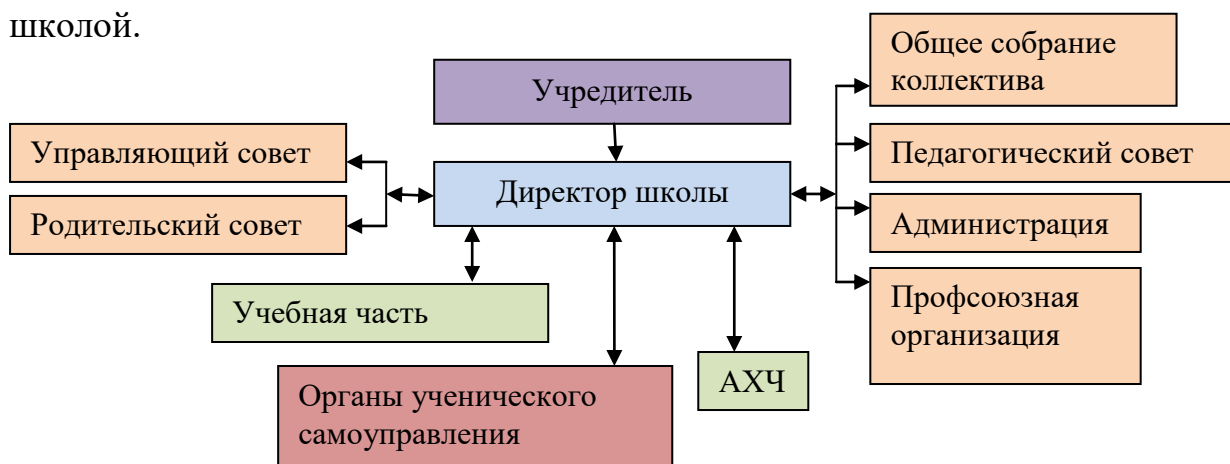 школой.
Общее собрание
коллектива
Учредитель
Управляющий совет
Педагогический совет
Директор школы
Родительский совет
Администрация
Учебная часть
Профсоюзная
организация
АХЧ
Органы ученического
самоуправления